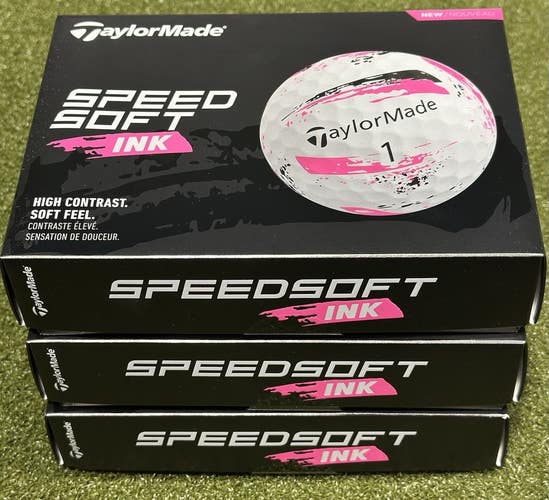 TaylorMade
NEW / NOUVEAU
SPEED
SOFT
INK
TaylorMade
1
HIGH CONTRAST.
SOFT FEEL.
CONTRASTE ÉLEVÉ.
SENSATION DE DOUCEUR.
TaylorMade
SPEEDSOFT
INK
TaylorMade
SPEEDSOFT
INK
TaylorMade
SPEEDSOFT
INK